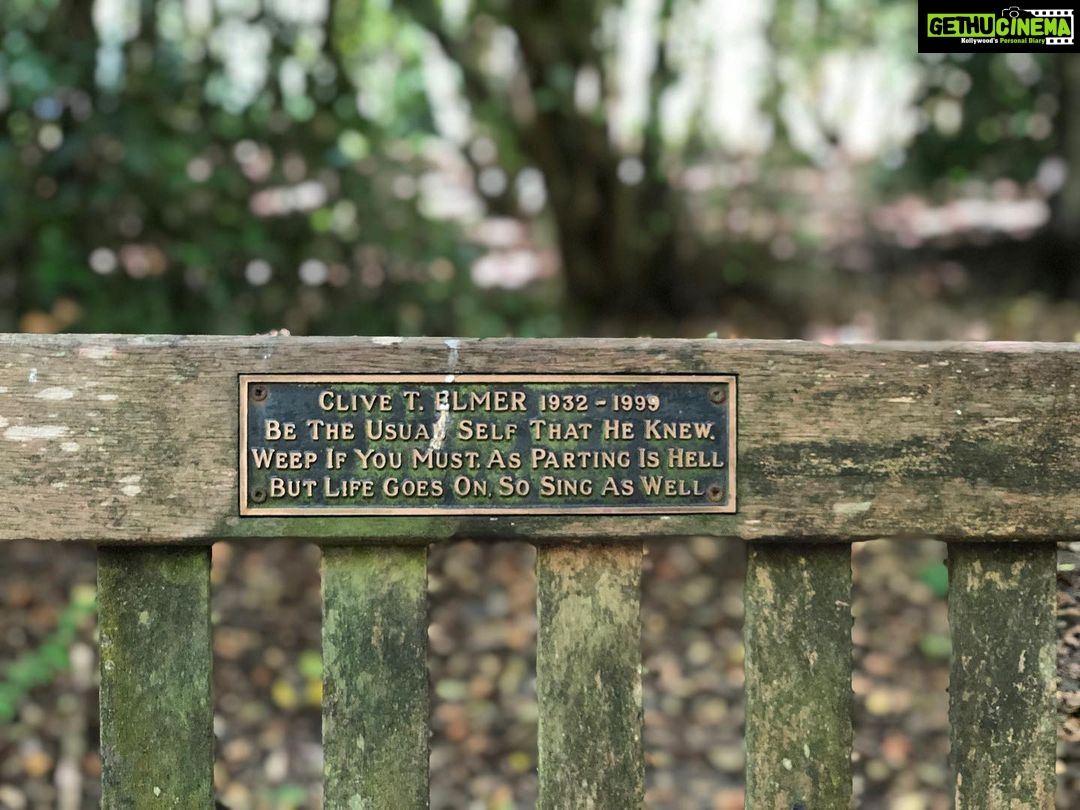 GETHUCINEMA
Kollywood's Personal Diary
CLIVE T. ELMER 1932 - 1999
BE THE USUAL SELF THAT HE KNEW.
WEEP IF YOU MUST. AS PARTING IS HELL
BUT LIFE GOES ON, SO SING AS WELL